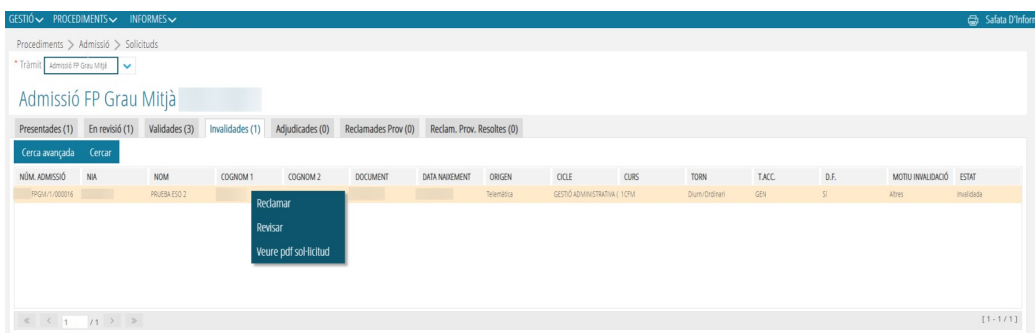 GESTIÓ PROCEDIMENTS INFORMES Safata D'Inform
Procediments > Admissió > Sol·licituds
* Tràmit Admissió FP Grau Mitjà
Admissió FP Grau Mitjà
Presentades (1) En revisió (1) Validades (3) Invalidades (1) Adjudicades (0) Reclamades Prov (0) Reclam. Prov. Resoltes (0)
Cerca avançada Cercar
NÚM. ADMISSIÓ NIA NOM COGNOM 1 COGNOM 2 DOCUMENT DATA NAIXEMENT ORIGEN CICLE CURS TORN T.ACC. D.F. MOTIU INVALIDACIÓ ESTAT
FPGM/1/000016 PRUEBA ESO 2 Telemàtica GESTIÓ ADMINISTRATIVA ( 1CFM Diurn/Ordinari GEN Sí Altres Invalidada
Reclamar
Revisar
Veure pdf sol·licitud
1 / 1 [ 1 - 1 / 1 ]